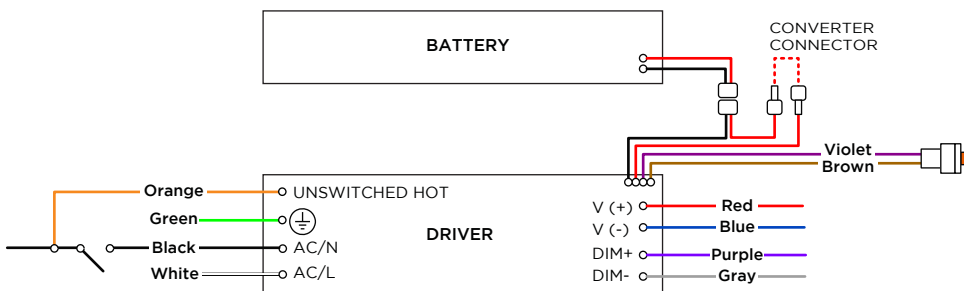 CONVERTER
CONNECTOR
BATTERY
Violet
Brown
Orange
UNSWITCHED HOT
Green
Black
AC/N
White
AC/L
DRIVER
V (+)
Red
V (-)
Blue
DIM+
Purple
DIM-
Gray